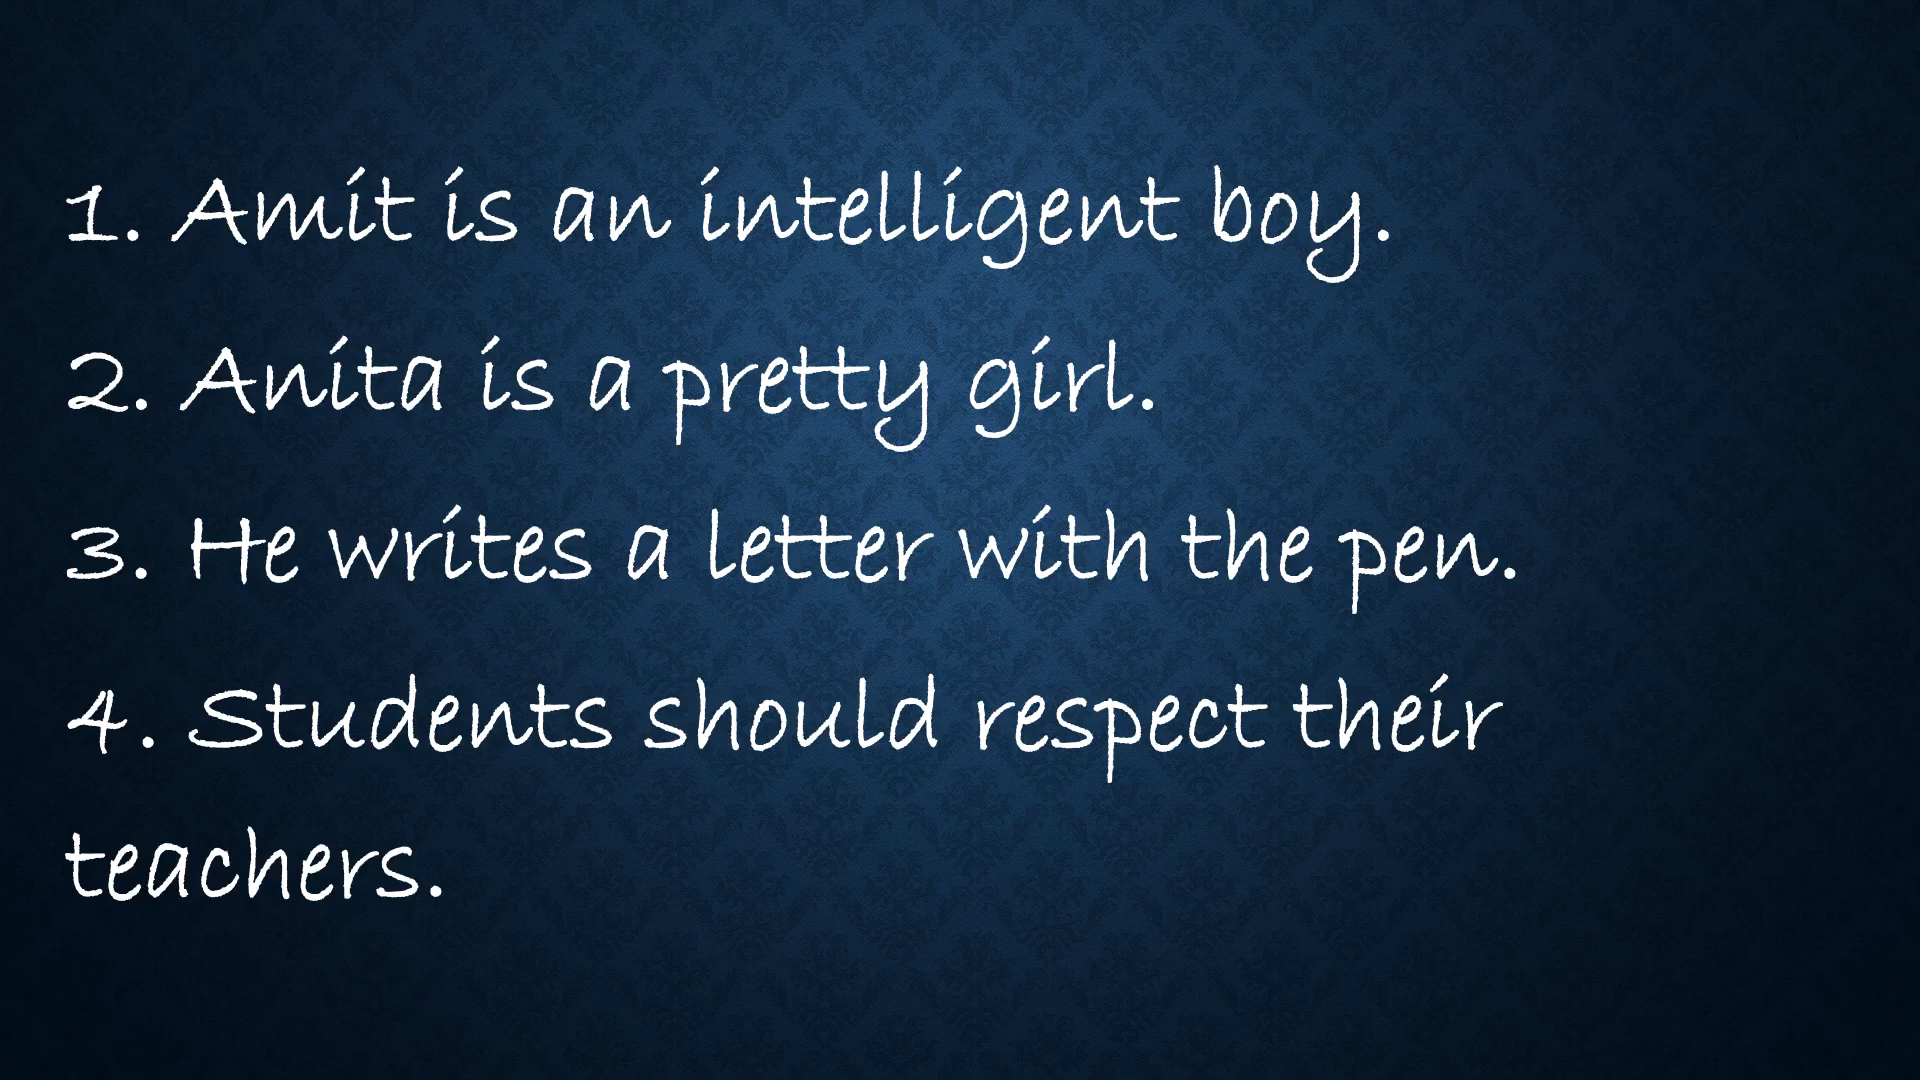 1. Amit is an intelligent boy.
2. Anita is a pretty girl.
3. He writes a letter with the pen.
4. Students should respect their
teachers.